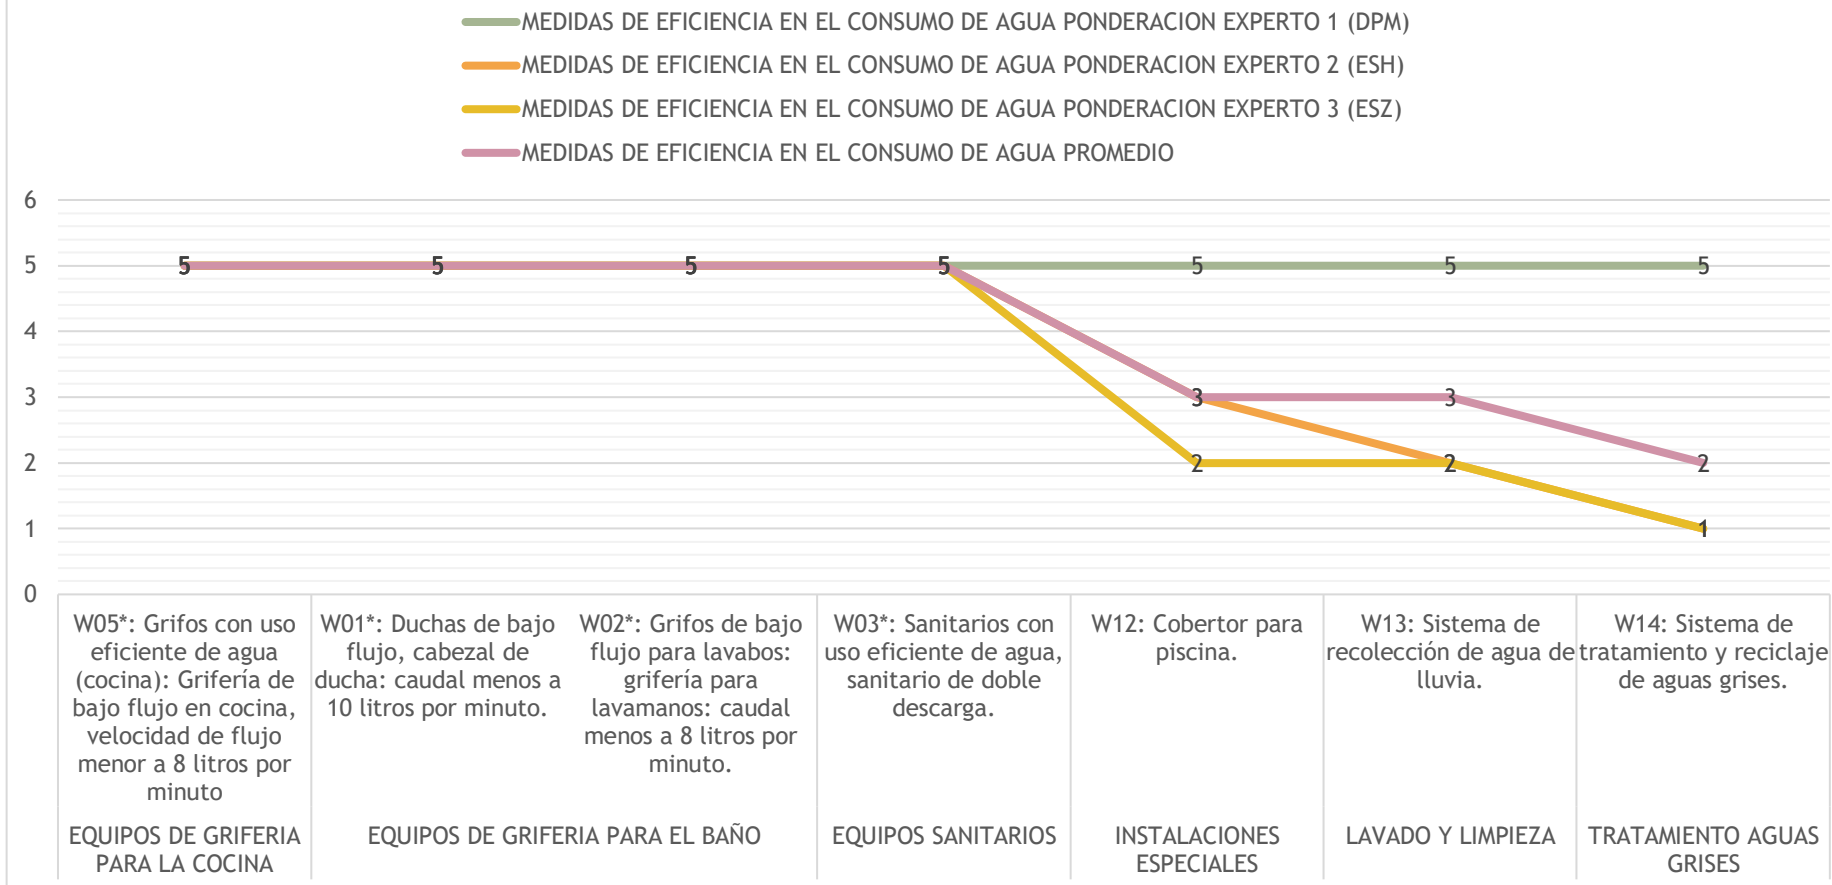 MEDIDAS DE EFICIENCIA EN EL CONSUMO DE AGUA PONDERACION EXPERTO 1 (DPM)
MEDIDAS DE EFICIENCIA EN EL CONSUMO DE AGUA PONDERACION EXPERTO 2 (ESH)
MEDIDAS DE EFICIENCIA EN EL CONSUMO DE AGUA PONDERACION EXPERTO 3 (ESZ)
MEDIDAS DE EFICIENCIA EN EL CONSUMO DE AGUA PROMEDIO
6
5
5 5 5 5 5 5 5
4
3
3 3
2
2 2 2
1
1
0
W05*: Grifos con uso
eficiente de agua
(cocina): Grifería de
bajo flujo en cocina,
velocidad de flujo
menor a 8 litros por
minuto
W01*: Duchas de bajo
flujo, cabezal de
ducha: caudal menos a
10 litros por minuto.
W02*: Grifos de bajo
flujo para lavabos:
grifería para
lavamanos: caudal
menos a 8 litros por
minuto.
W03*: Sanitarios con
uso eficiente de agua,
sanitario de doble
descarga.
W12: Cobertor para
piscina.
W13: Sistema de
recolección de agua de
lluvia.
W14: Sistema de
tratamiento y reciclaje
de aguas grises.
EQUIPOS DE GRIFERIA
PARA LA COCINA
EQUIPOS DE GRIFERIA PARA EL BAÑO
EQUIPOS SANITARIOS
INSTALACIONES
ESPECIALES
LAVADO Y LIMPIEZA
TRATAMIENTO AGUAS
GRISES